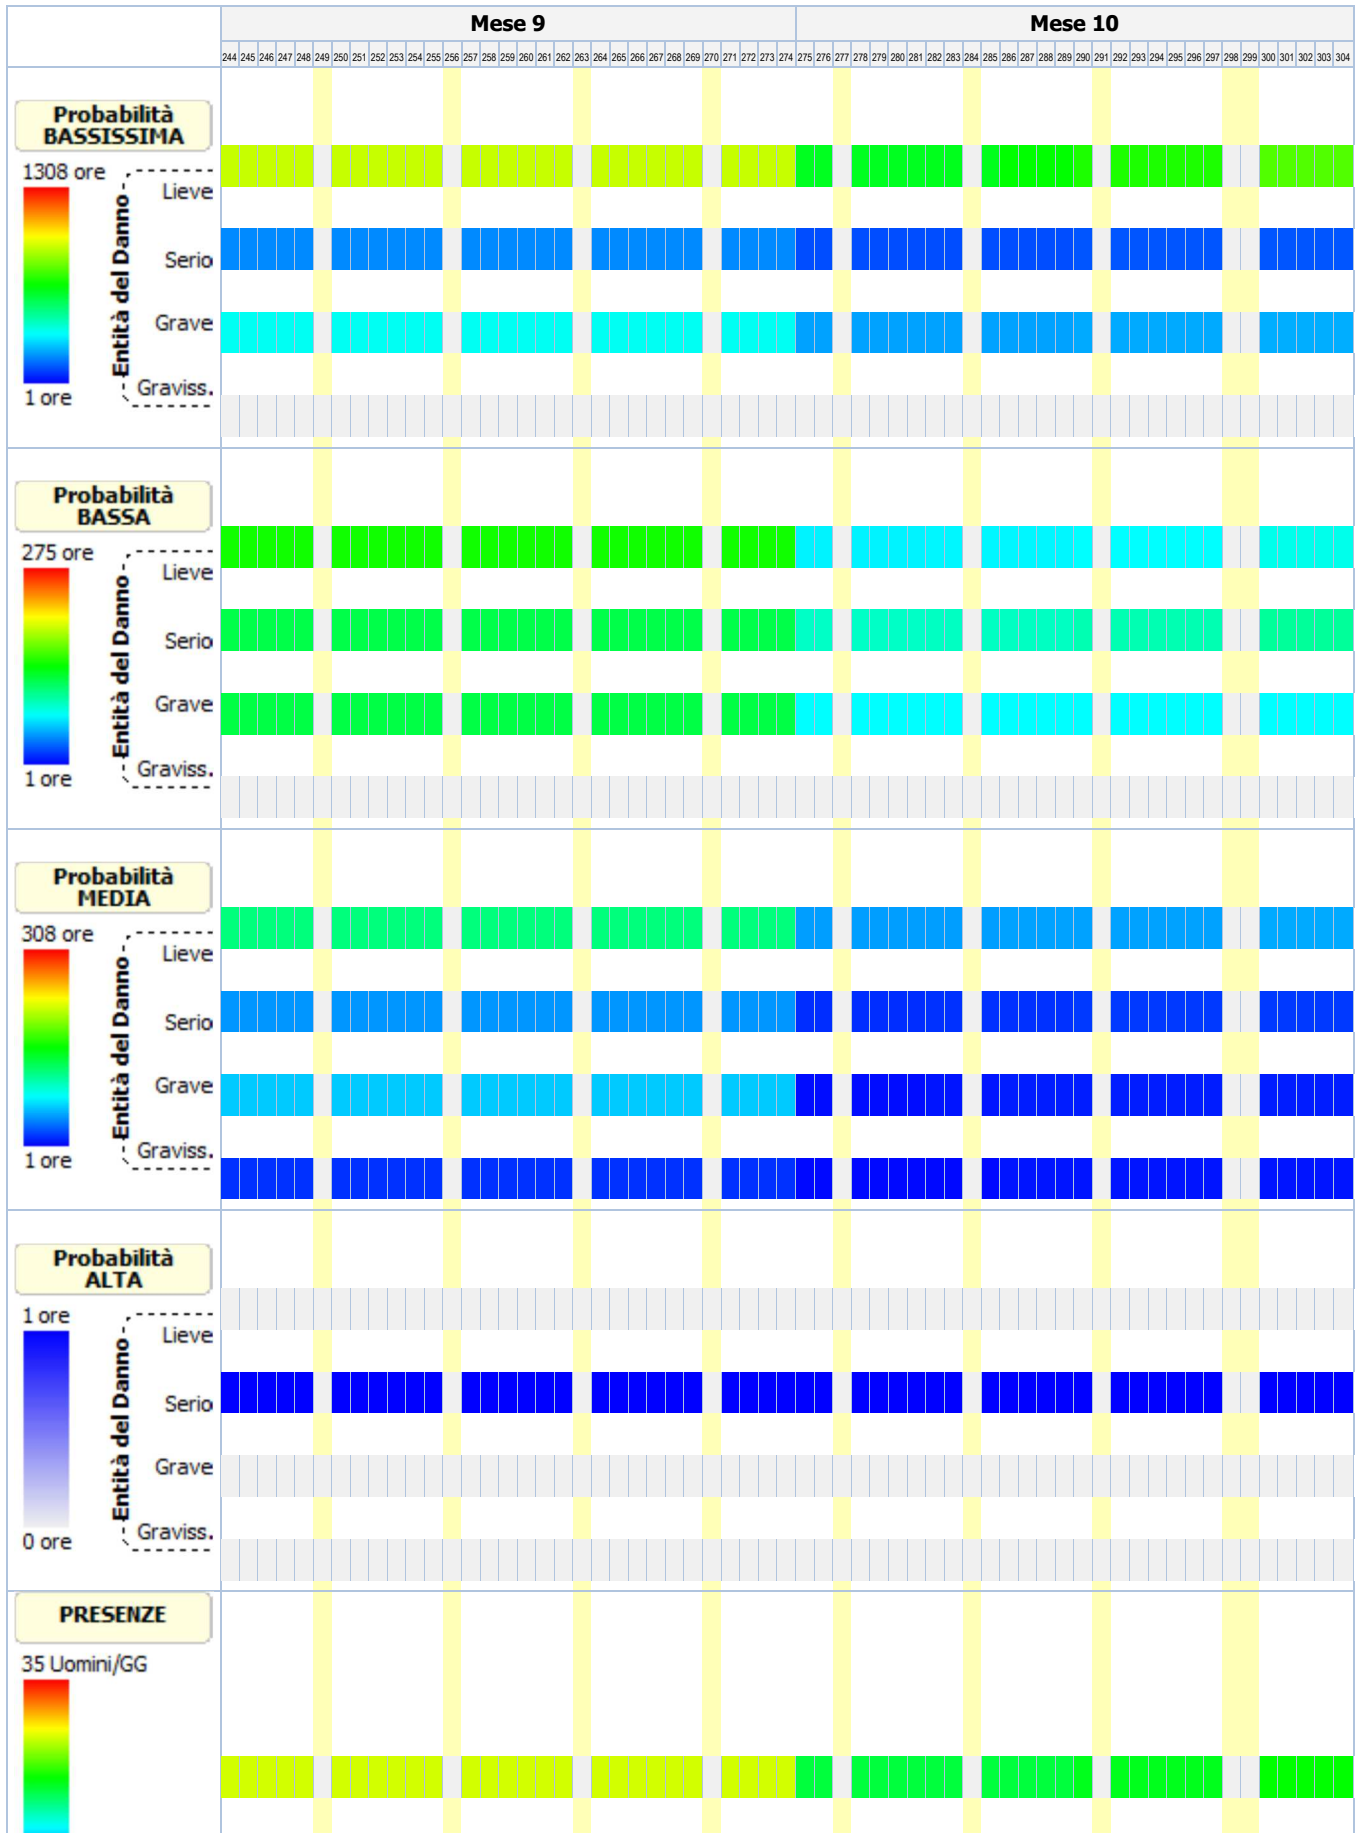 Mese 9 Mese 10
244 245 246 247 248 249 250 251 252 253 254 255 256 257 258 259 260 261 262 263 264 265 266 267 268 269 270 271 272 273 274 275 276 277 278 279 280 281 282 283 284 285 286 287 288 289 290 291 292 293 294 295 296 297 298 299 300 301 302 303 304
Probabilità
BASSISSIMA
1308 ore
Entità del Danno
Lieve
Serio
Grave
Graviss.
1 ore
Probabilità
BASSA
275 ore
Entità del Danno
Lieve
Serio
Grave
Graviss.
1 ore
Probabilità
MEDIA
308 ore
Entità del Danno
Lieve
Serio
Grave
Graviss.
1 ore
Probabilità
ALTA
1 ore
Entità del Danno
Lieve
Serio
Grave
Graviss.
0 ore
PRESENZE
35 Uomini/GG